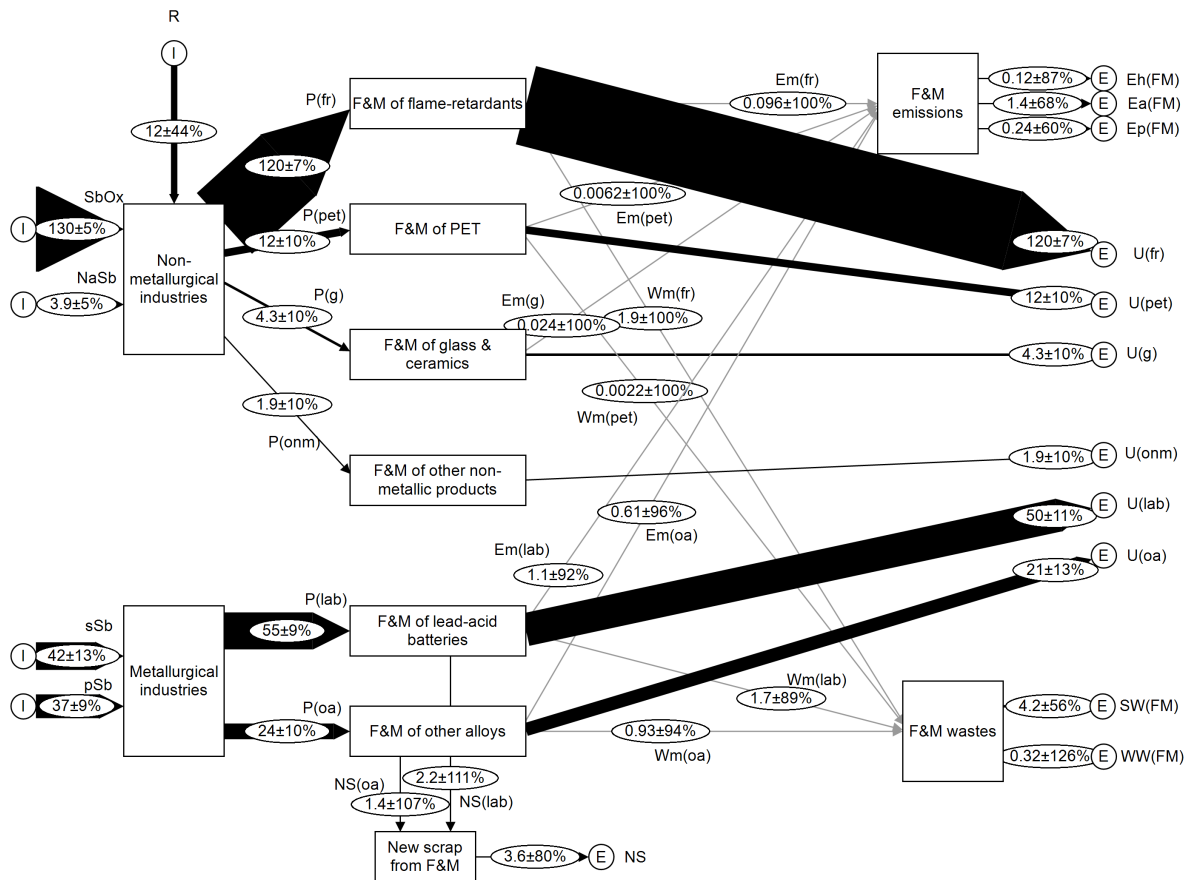 R
I
12±44%
SbOx
I
130±5%
NaSb
I
3.9±5%
Non-
metallurgical
industries
P(fr)
120±7%
P(pet)
12±10%
P(g)
4.3±10%
1.9±10%
P(onm)
F&M of flame-retardants
F&M of PET
F&M of glass &
ceramics
F&M of other non-
metallic products
Em(fr)
0.096±100%
0.0062±100%
Em(pet)
Em(g)
0.024±100%
Wm(fr)
1.9±100%
0.0022±100%
Wm(pet)
0.61±96%
Em(oa)
Em(lab)
1.1±92%
F&M
emissions
0.12±87%
E
Eh(FM)
1.4±68%
E
Ea(FM)
0.24±60%
E
Ep(FM)
120±7%
E
U(fr)
12±10%
E
U(pet)
4.3±10%
E
U(g)
1.9±10%
E
U(onm)
50±11%
E
U(lab)
21±13%
E
U(oa)
sSb
I
42±13%
pSb
I
37±9%
Metallurgical
industries
P(lab)
55±9%
P(oa)
24±10%
F&M of lead-acid
batteries
F&M of other alloys
Wm(lab)
1.7±89%
0.93±94%
Wm(oa)
F&M wastes
4.2±56%
E
SW(FM)
0.32±126%
E
WW(FM)
NS(oa)
2.2±111%
1.4±107%
NS(lab)
New scrap
from F&M
3.6±80%
E
NS